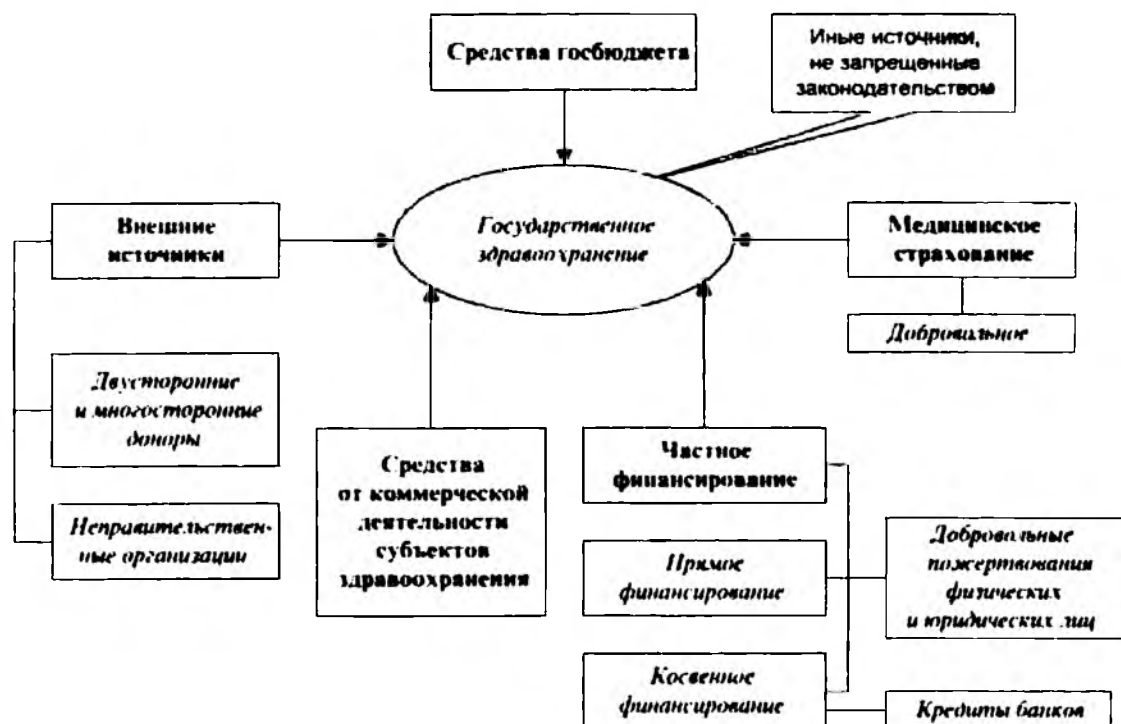 Средства госбюджета
Иные источники,
не запрещенные
законодательством
Государственное
здравоохранение
Внешние
источники
Медицинское
страхование
Добровольное
Двусторонние
и многосторонние
доноры
Неправительствен-
ные организации
Средства
от коммерческой
деятельности
субъектов
здравоохранения
Частное
финансирование
Прямое
финансирование
Добровольные
пожертвования
физических
и юридических лиц
Косвенное
финансирование
Кредиты банков